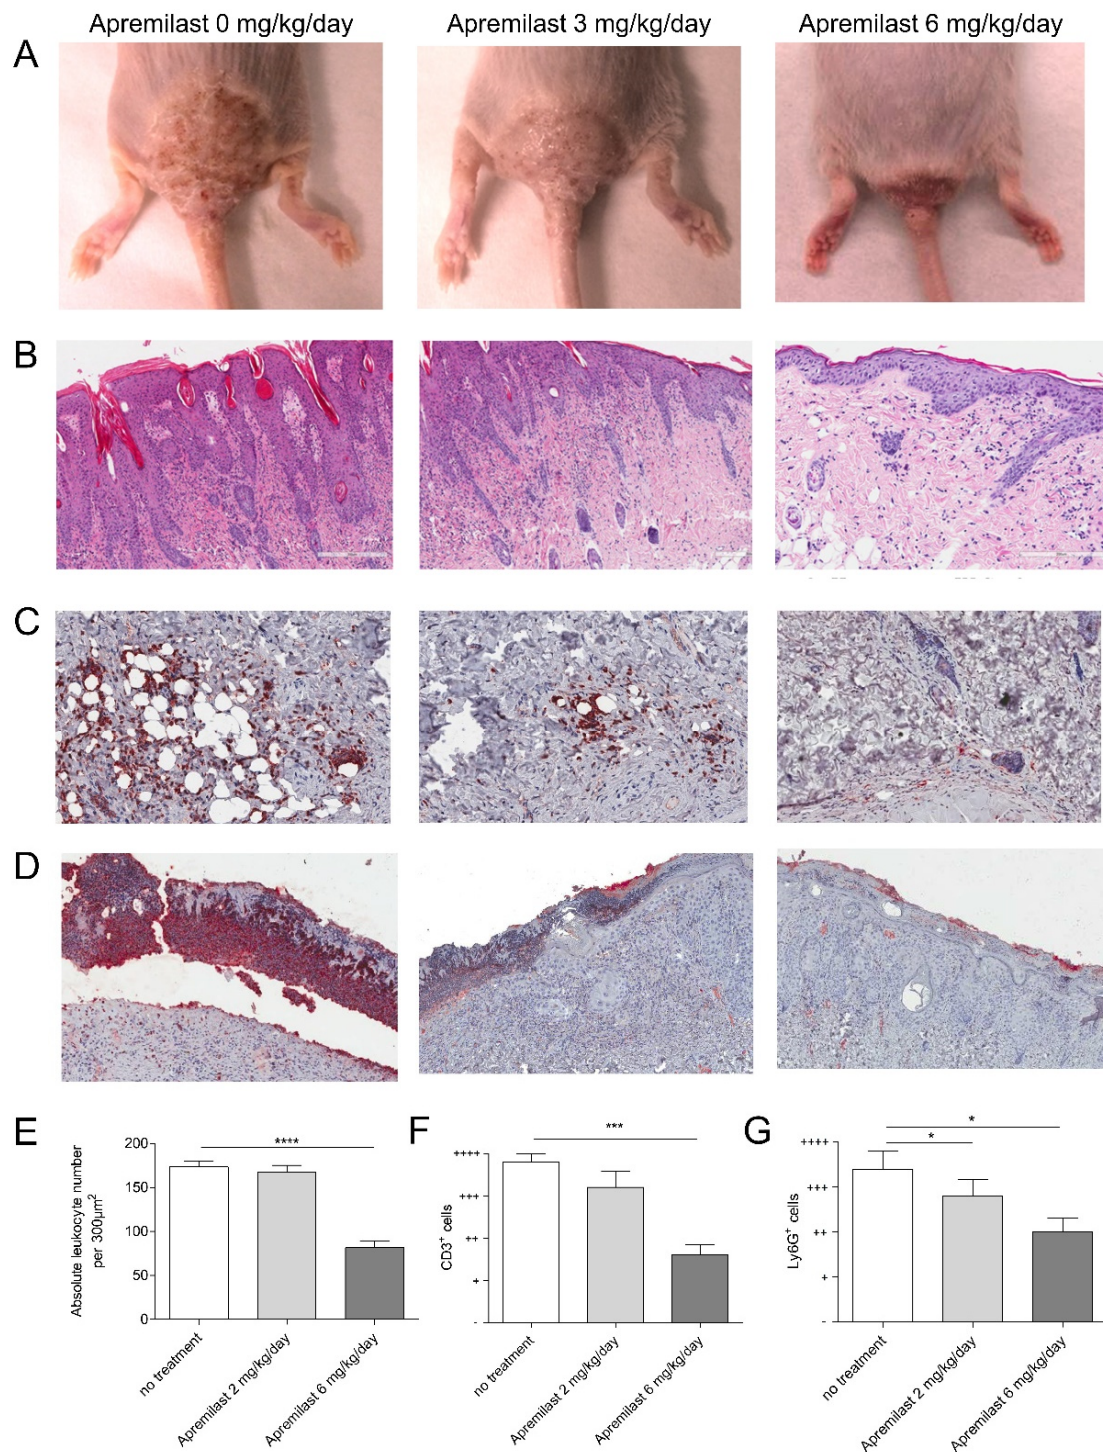 Apremilast 0 mg/kg/day
Apremilast 3 mg/kg/day
Apremilast 6 mg/kg/day
A
B
C
D
E
Absolute leukocyte number
per 300µm²
200
150
100
50
0
****
no treatment
Apremilast 2 mg/kg/day
Apremilast 6 mg/kg/day
F
CD3⁺ cells
++++
+++
++
+
-
***
no treatment
Apremilast 2 mg/kg/day
Apremilast 6 mg/kg/day
G
Ly6G⁺ cells
++++
+++
++
+
-
*
*
no treatment
Apremilast 2 mg/kg/day
Apremilast 6 mg/kg/day